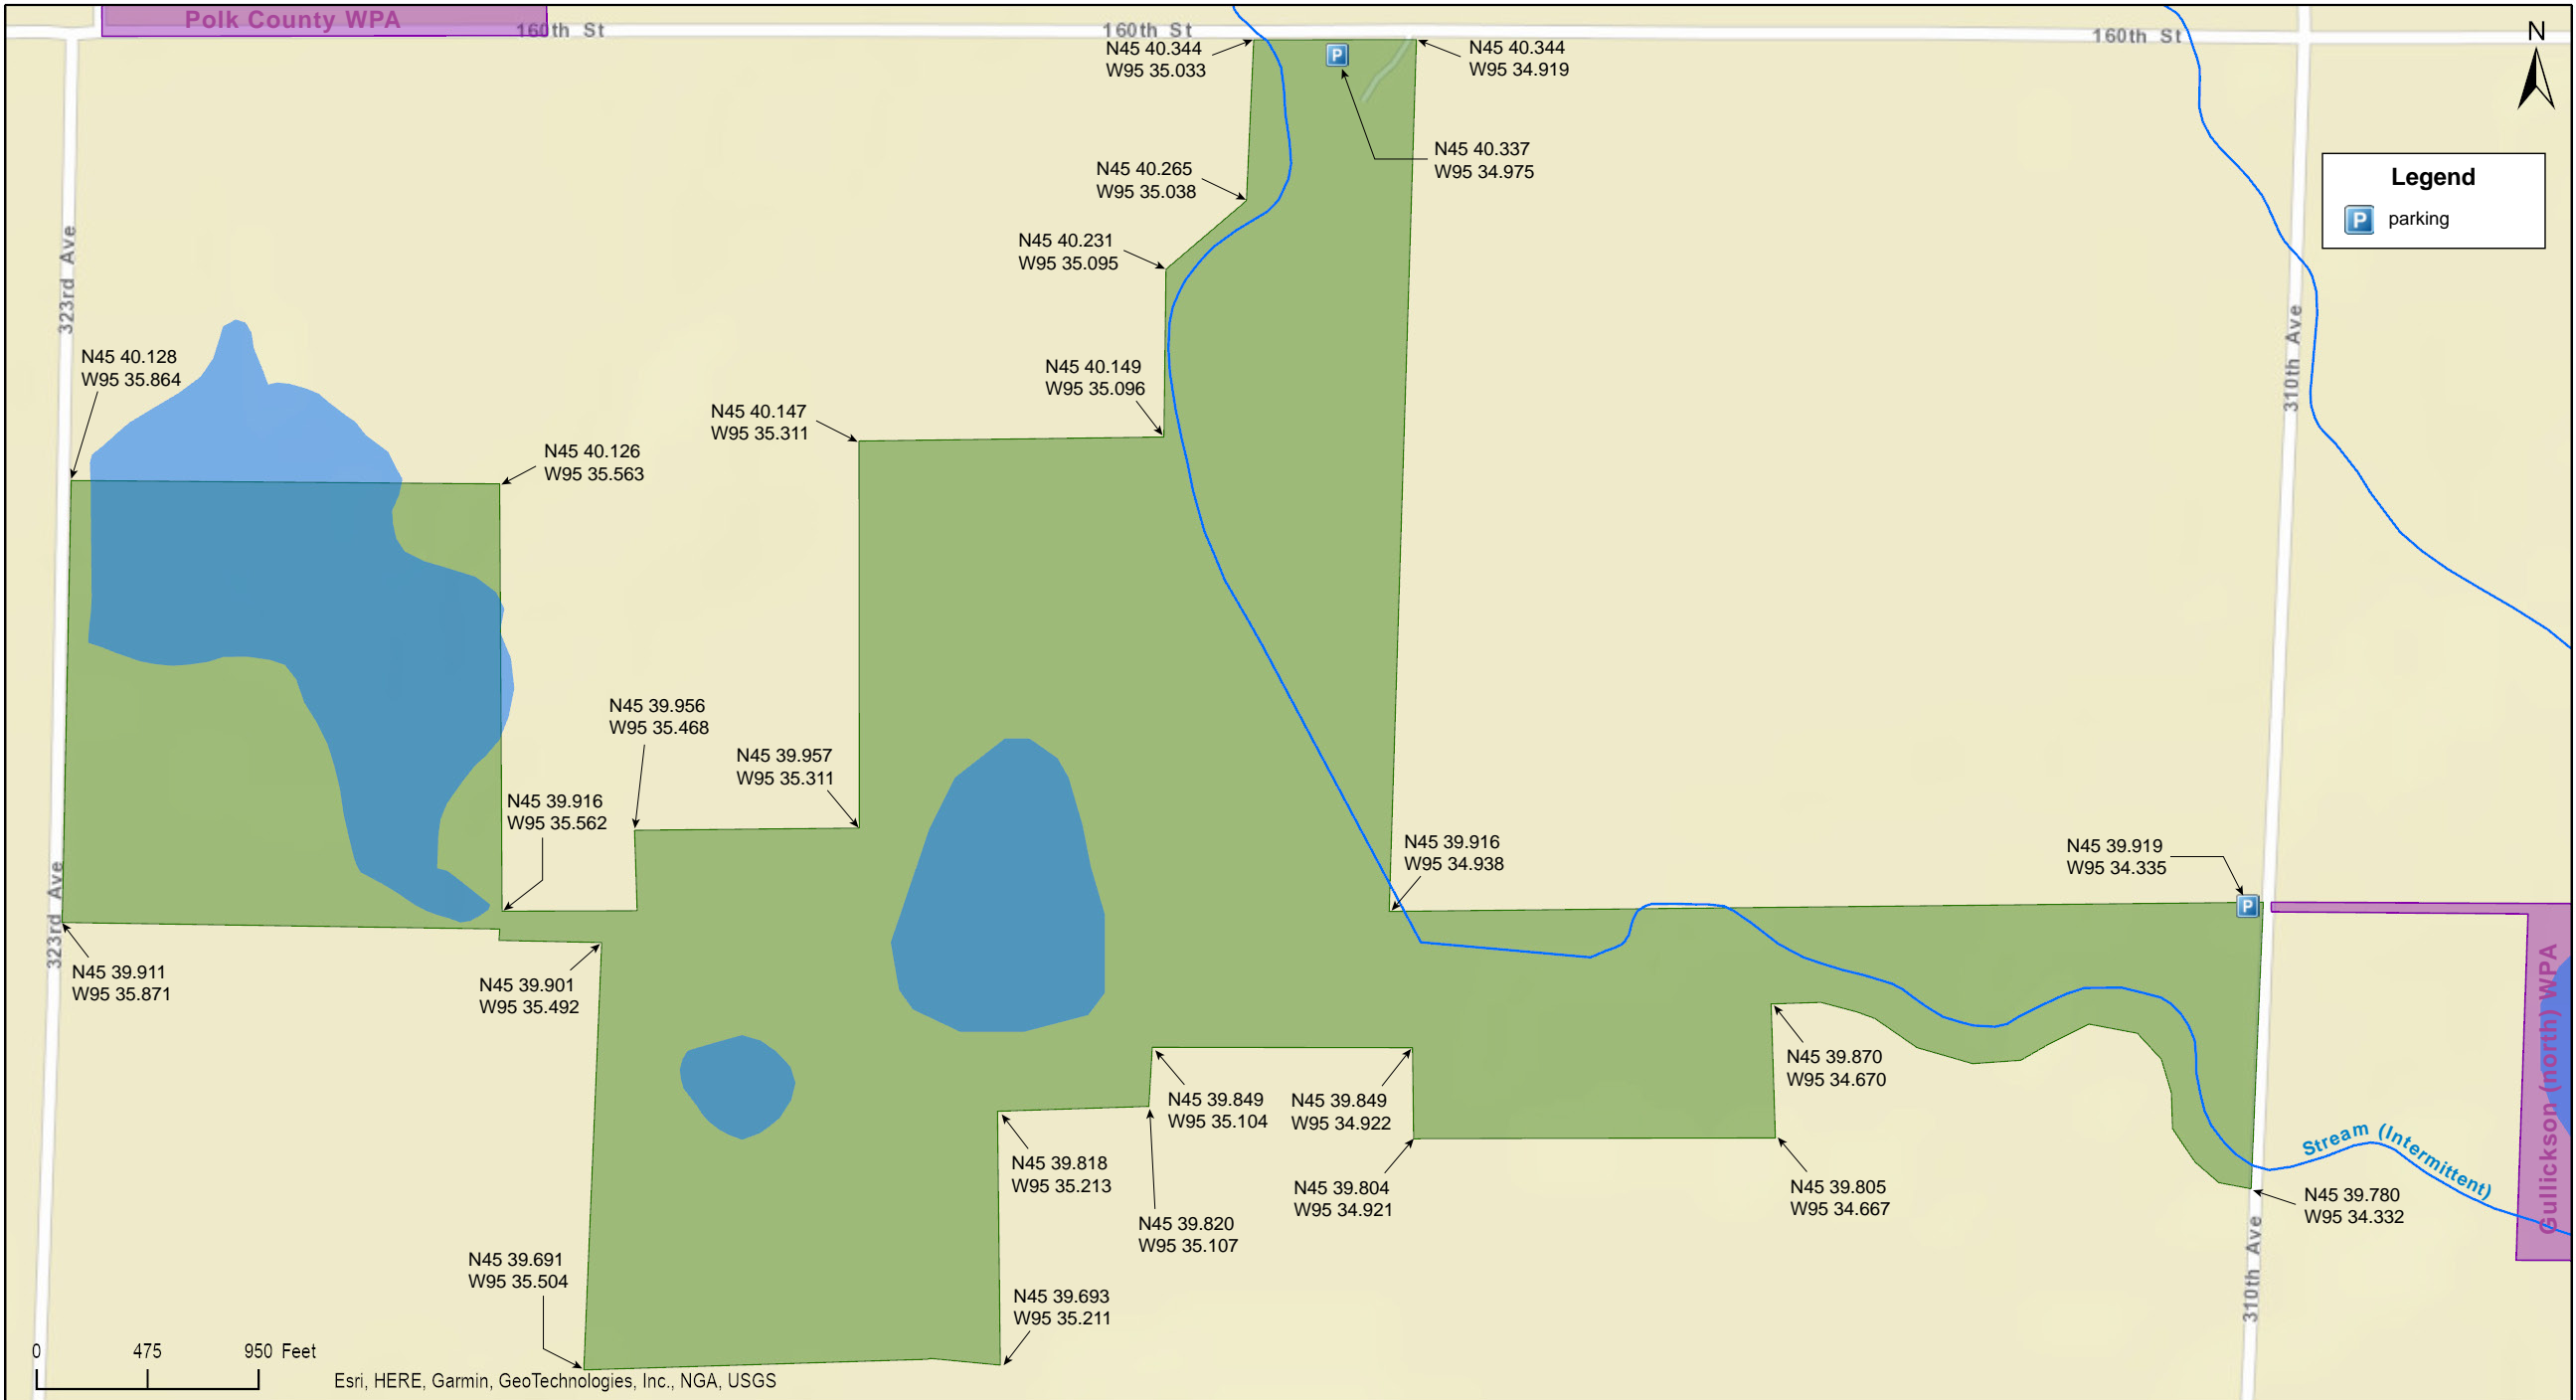 Polk County WPA
160th St
160th St
160th St
N
N45 40.344
W95 35.033
N45 40.344
W95 34.919
P
N45 40.337
W95 34.975
Legend
P parking
N45 40.265
W95 35.038
N45 40.231
W95 35.095
323rd Ave
310th Ave
N45 40.128
W95 35.864
N45 40.149
W95 35.096
N45 40.147
W95 35.311
N45 40.126
W95 35.563
N45 39.956
W95 35.468
N45 39.957
W95 35.311
N45 39.916
W95 35.562
N45 39.916
W95 34.938
N45 39.919
W95 34.335
P
323rd Ave
N45 39.911
W95 35.871
N45 39.901
W95 35.492
Gullickson (north) WPA
N45 39.870
W95 34.670
N45 39.849
W95 35.104
N45 39.849
W95 34.922
Stream (Intermittent)
N45 39.818
W95 35.213
N45 39.804
W95 34.921
N45 39.805
W95 34.667
N45 39.780
W95 34.332
N45 39.820
W95 35.107
310th Ave
N45 39.691
W95 35.504
N45 39.693
W95 35.211
0 475 950 Feet
Esri, HERE, Garmin, GeoTechnologies, Inc., NGA, USGS